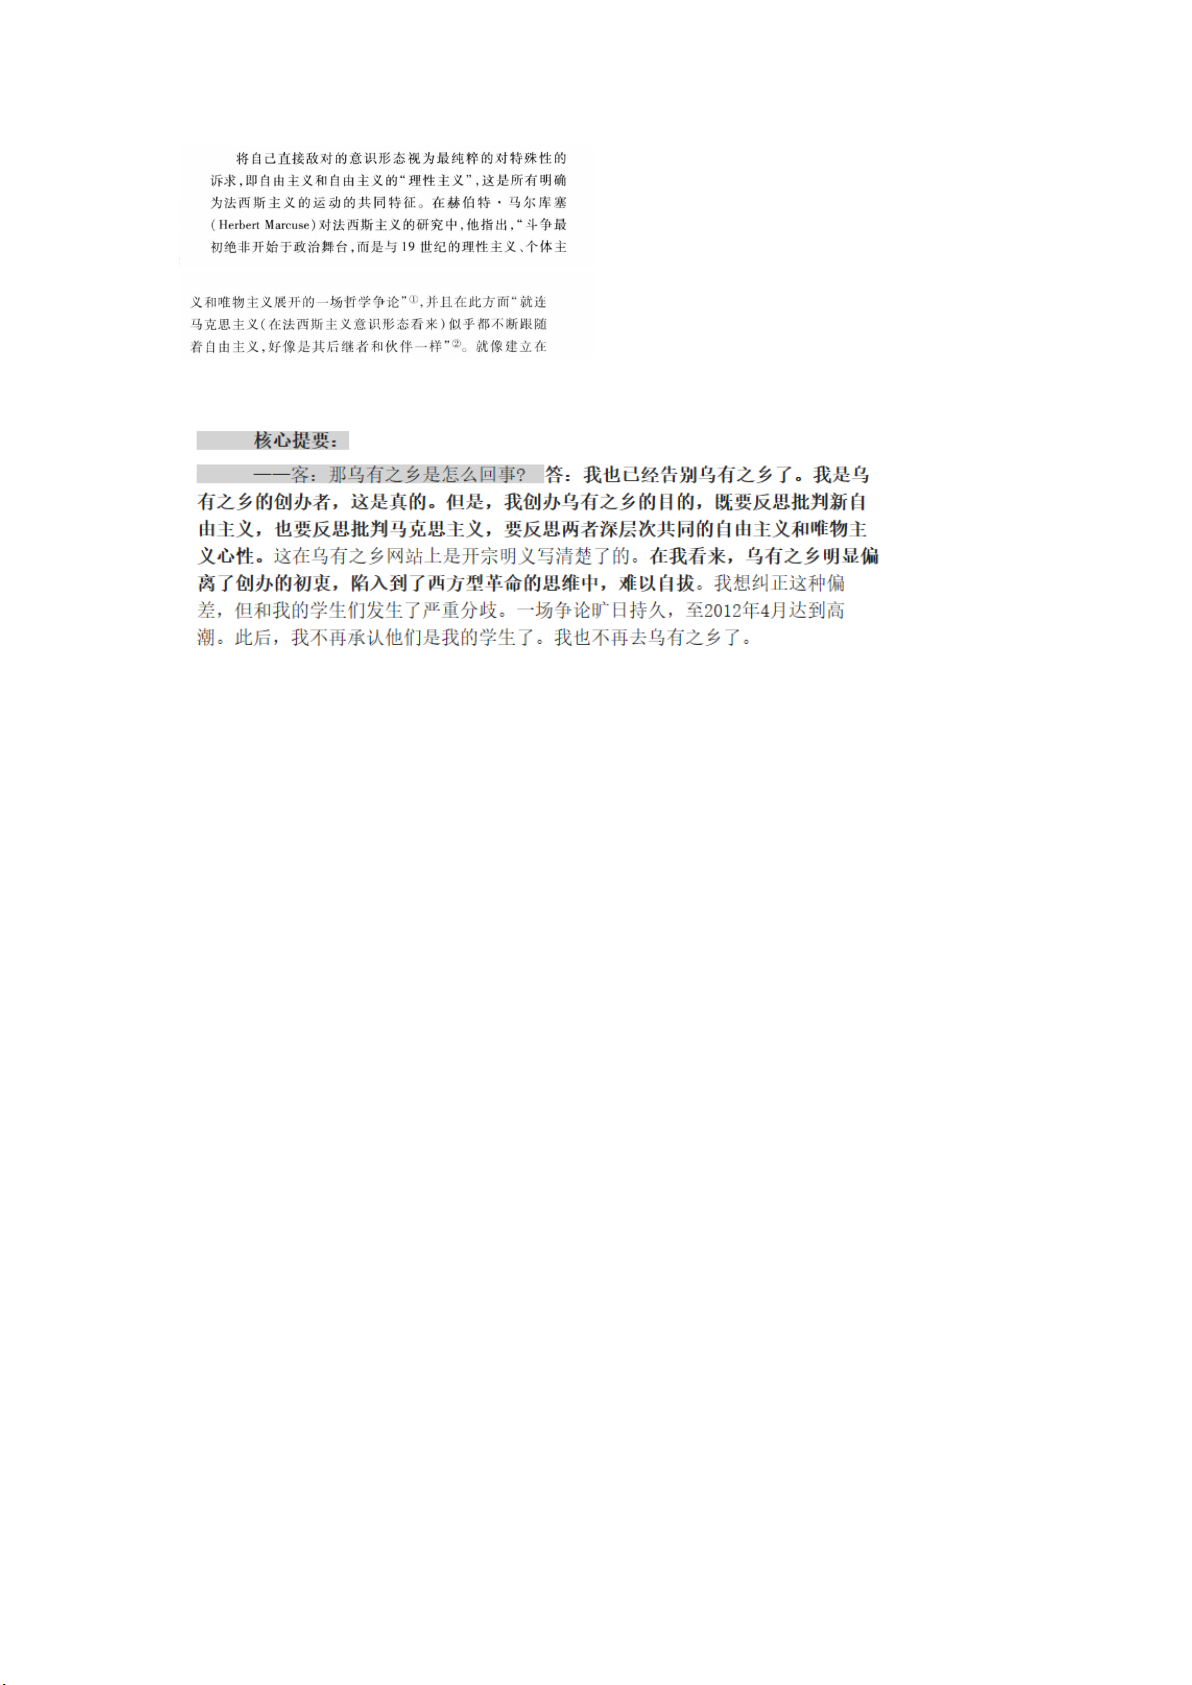 将自己直接敌对的意识形态视为最纯粹的对特殊性的
诉求,即自由主义和自由主义的“理性主义”,这是所有明确
为法西斯主义的运动的共同特征。在赫伯特·马尔库塞
(Herbert Marcuse)对法西斯主义的研究中,他指出,“斗争最
初绝非开始于政治舞台,而是与19世纪的理性主义、个体主
义和唯物主义展开的一场哲学争论”①,并且在此方面“就连
马克思主义(在法西斯主义意识形态看来)似乎都不断跟随
着自由主义,好像是其后继者和伙伴一样”②。就像建立在
核心提要：
——客：那乌有之乡是怎么回事？ 答：我也已经告别乌有之乡了。我是乌
有之乡的创办者，这是真的。但是，我创办乌有之乡的目的，既要反思批判新自
由主义，也要反思批判马克思主义，要反思两者深层次共同的自由主义和唯物主
义心性。这在乌有之乡网站上是开宗明义写清楚了的。在我看来，乌有之乡明显偏
离了创办的初衷，陷入到了西方型革命的思维中，难以自拔。我想纠正这种偏
差，但和我的学生们发生了严重分歧。一场争论旷日持久，至2012年4月达到高
潮。此后，我不再承认他们是我的学生了。我也不再去乌有之乡了。